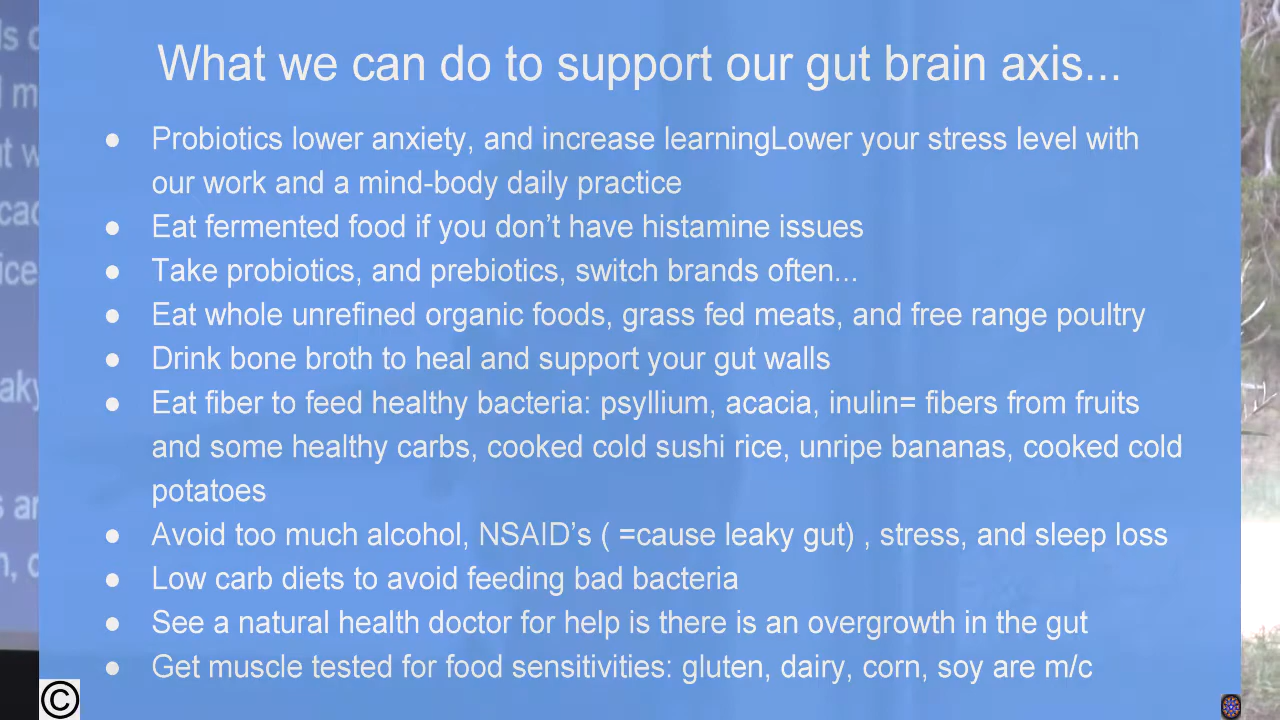 What we can do to support our gut brain axis...
● Probiotics lower anxiety, and increase learningLower your stress level with
our work and a mind-body daily practice
● Eat fermented food if you don't have histamine issues
● Take probiotics, and prebiotics, switch brands often...
● Eat whole unrefined organic foods, grass fed meats, and free range poultry
● Drink bone broth to heal and support your gut walls
● Eat fiber to feed healthy bacteria: psyllium, acacia, inulin= fibers from fruits
and some healthy carbs, cooked cold sushi rice, unripe bananas, cooked cold
potatoes
● Avoid too much alcohol, NSAID's ( =cause leaky gut) , stress, and sleep loss
● Low carb diets to avoid feeding bad bacteria
● See a natural health doctor for help is there is an overgrowth in the gut
● Get muscle tested for food sensitivities: gluten, dairy, corn, soy are m/c
©